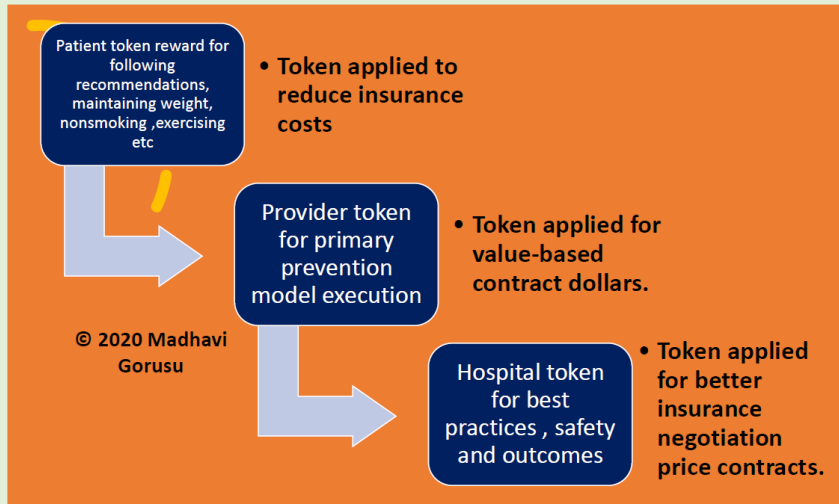 Patient token reward for
following
recommendations,
maintaining weight,
nonsmoking ,exercising
etc
• Token applied to
reduce insurance
costs
Provider token
for primary
prevention
model execution
• Token applied for
value-based
contract dollars.
© 2020 Madhavi
Gorusu
Hospital token
for best
practices , safety
and outcomes
• Token applied
for better
insurance
negotiation
price contracts.